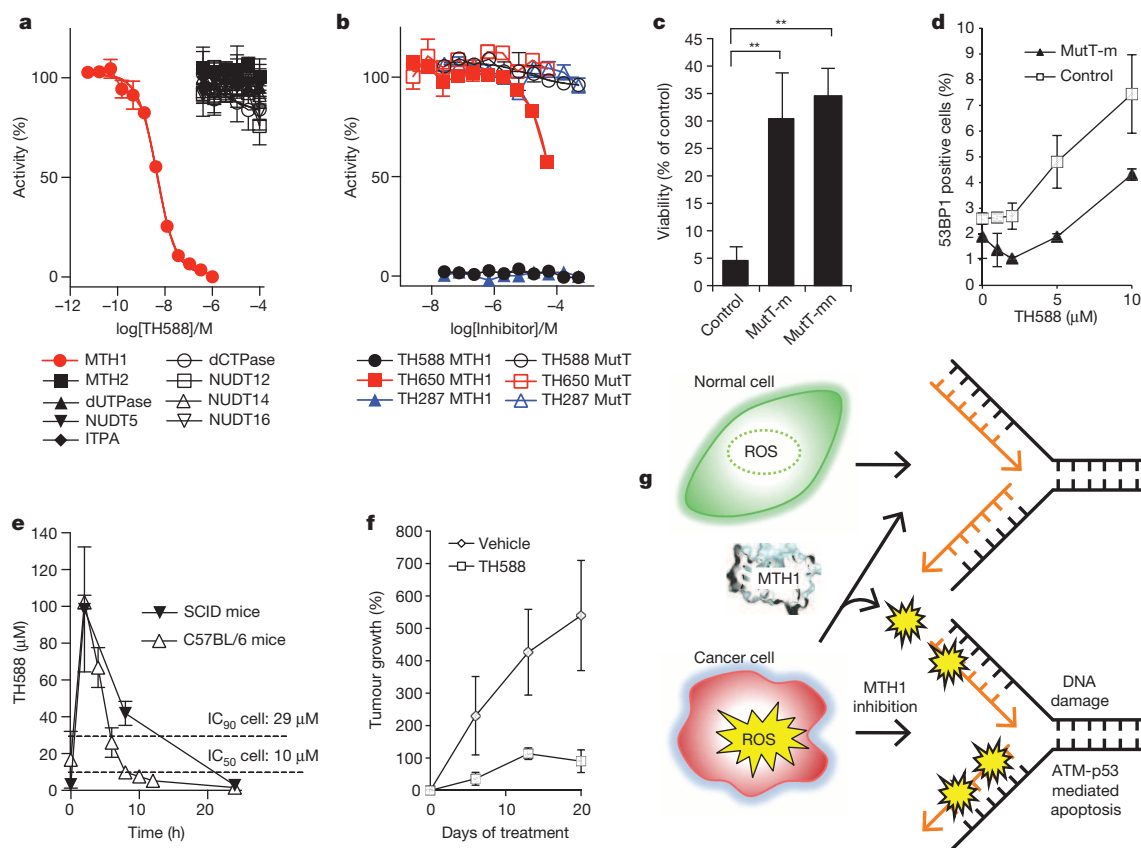 a
Activity (%)
100
50
0
−12 −10 −8 −6 −4
log[TH588]/M
MTH1
MTH2
dUTPase
NUDT5
ITPA
dCTPase
NUDT12
NUDT14
NUDT16
b
Activity (%)
100
50
0
−8 −6 −4
log[Inhibitor]/M
TH588 MTH1
TH650 MTH1
TH287 MTH1
TH588 MutT
TH650 MutT
TH287 MutT
c
Viability (% of control)
45
40
35
30
25
20
15
10
5
0
**
**
Control
MutT-m
MutT-mn
d
53BP1 positive cells (%)
10
9
8
7
6
5
4
3
2
1
0
MutT-m
Control
0 5 10
TH588 (μM)
e
TH588 (μM)
140
120
100
80
60
40
20
0
SCID mice
C57BL/6 mice
IC90 cell: 29 μM
IC50 cell: 10 μM
0 10 20
Time (h)
f
Tumour growth (%)
800
700
600
500
400
300
200
100
0
Vehicle
TH588
0 5 10 15 20
Days of treatment
g
Normal cell
ROS
MTH1
Cancer cell
ROS
MTH1
inhibition
DNA
damage
ATM-p53
mediated
apoptosis